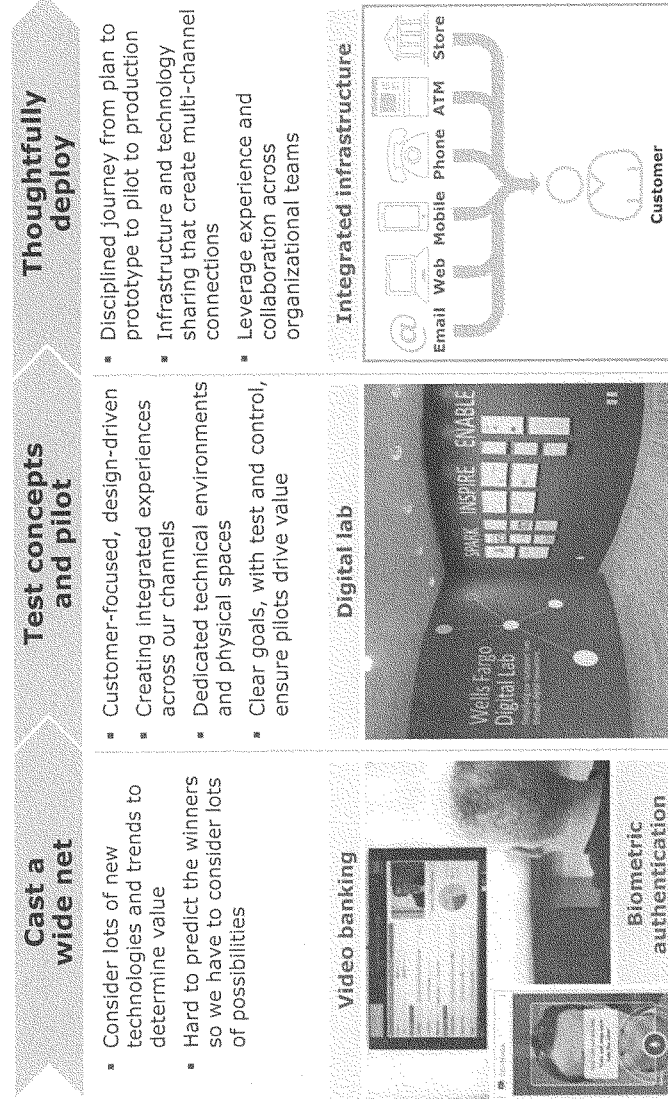 Cast a
wide net
Consider lots of new
technologies and trends to
determine value
Hard to predict the winners
so we have to consider lots
of possibilities
Video banking
Biometric
authentication
Test concepts
and pilot
Customer-focused, design-driven
Creating integrated experiences
across our channels
Dedicated technical environments
and physical spaces
Clear goals, with test and control,
ensure pilots drive value
Digital lab
Wells Fargo
Digital Lab
SPARK INSPIRE ENABLE
Thoughtfully
deploy
Disciplined journey from plan to
prototype to pilot to production
Infrastructure and technology
sharing that create multi-channel
connections
Leverage experience and
collaboration across
organizational teams
Integrated infrastructure
Email Web Mobile Phone ATM Store
@
Customer